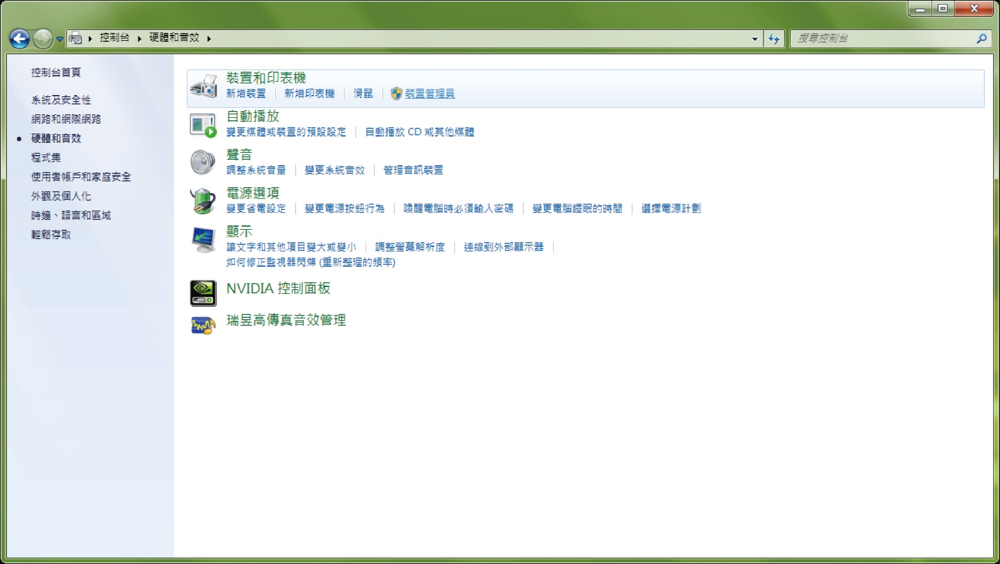 控制台 硬體和音效
搜尋控制台
控制台首頁
系統及安全性
網路和網際網路
硬體和音效
程式集
使用者帳戶和家庭安全
外觀及個人化
時鐘、語言和區域
輕鬆存取
裝置和印表機
新增裝置 新增印表機 滑鼠 裝置管理員
自動播放
變更媒體或裝置的預設設定 自動播放 CD 或其他媒體
聲音
調整系統音量 變更系統音效 管理音訊裝置
電源選項
變更省電設定 變更電源按鈕行為 喚醒電腦時必須輸入密碼 變更電腦睡眠的時間 選擇電源計劃
顯示
讓文字和其他項目變大或變小 調整螢幕解析度 連線到外部顯示器
如何修正監視器閃爍 (重新整理的頻率)
NVIDIA 控制面板
瑞昱高傳真音效管理